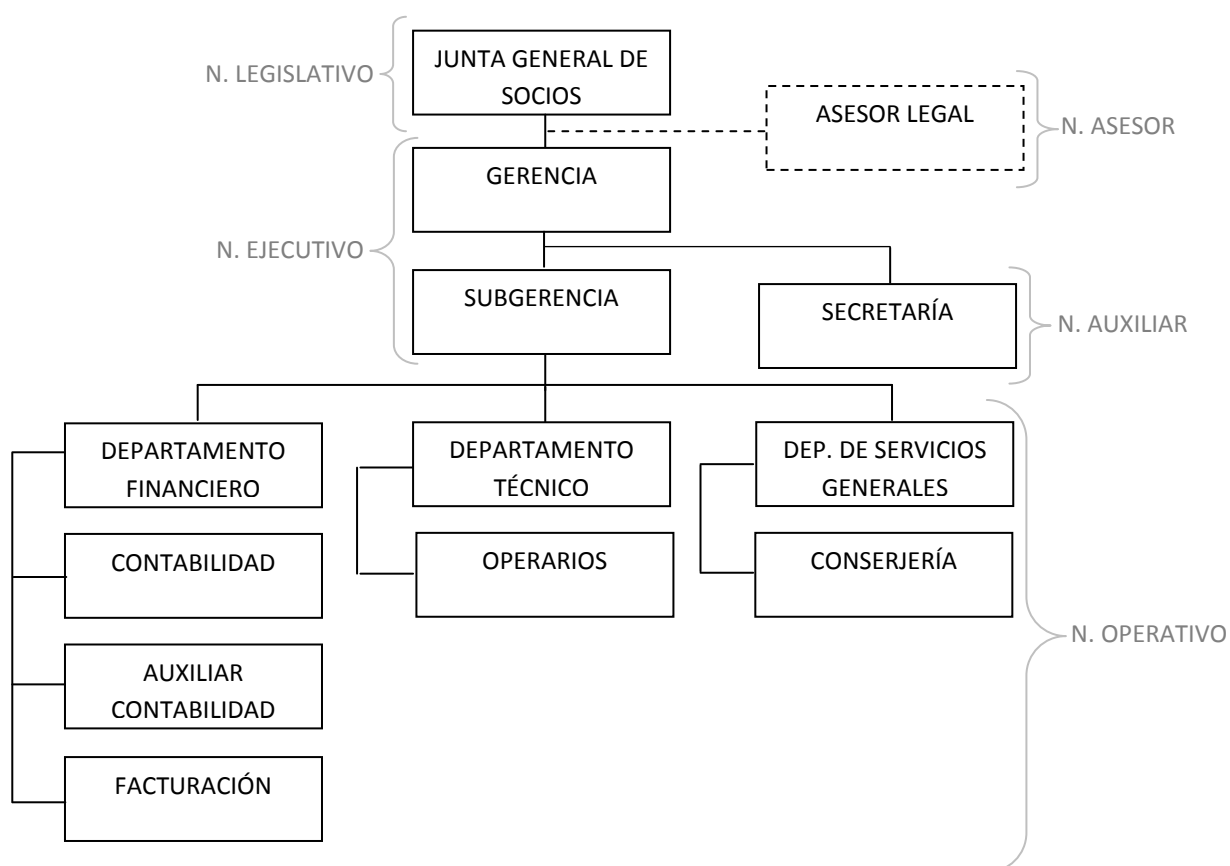 JUNTA GENERAL DE
SOCIOS
N. LEGISLATIVO
ASESOR LEGAL
N. ASESOR
GERENCIA
N. EJECUTIVO
SUBGERENCIA
SECRETARÍA
N. AUXILIAR
DEPARTAMENTO
FINANCIERO
DEPARTAMENTO
TÉCNICO
DEP. DE SERVICIOS
GENERALES
CONTABILIDAD
OPERARIOS
CONSERJERÍA
N. OPERATIVO
AUXILIAR
CONTABILIDAD
FACTURACIÓN